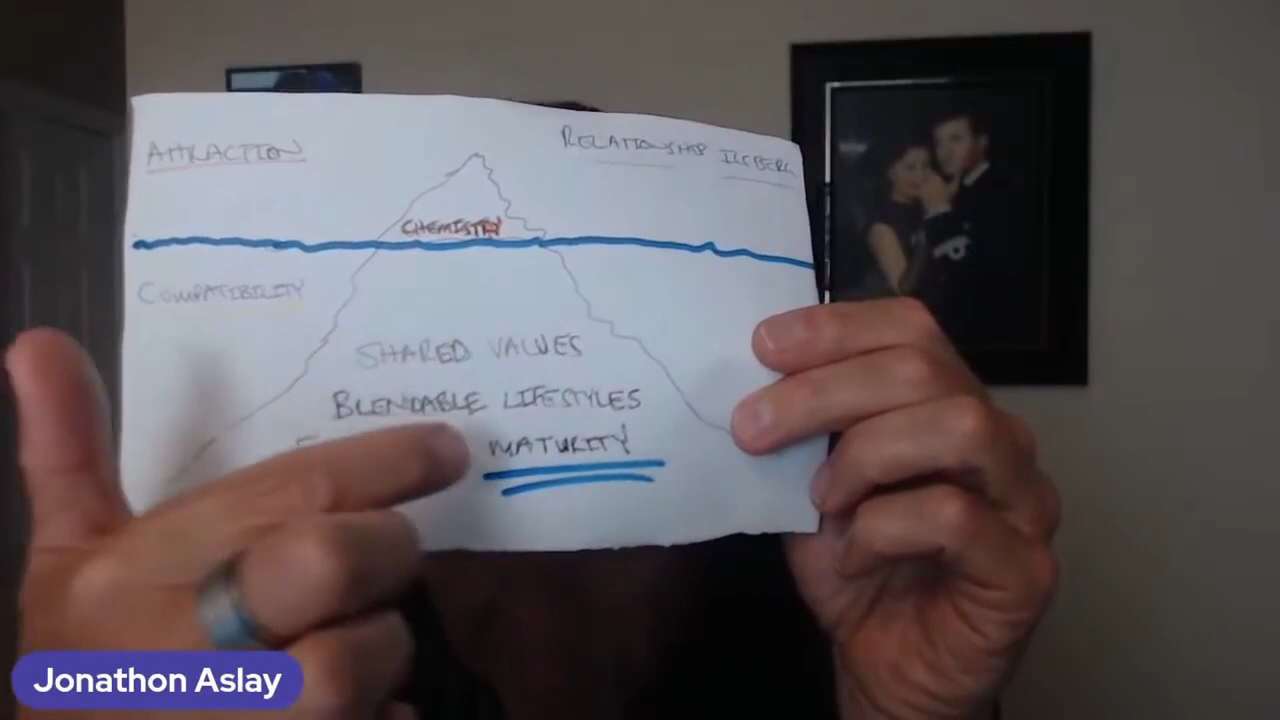 ATTRACTION
RELATIONSHIP ICEBERG
CHEMISTRY
COMPATIBILITY
SHARED VALUES
BLENDABLE LIFESTYLES
MATURITY
Jonathon Aslay